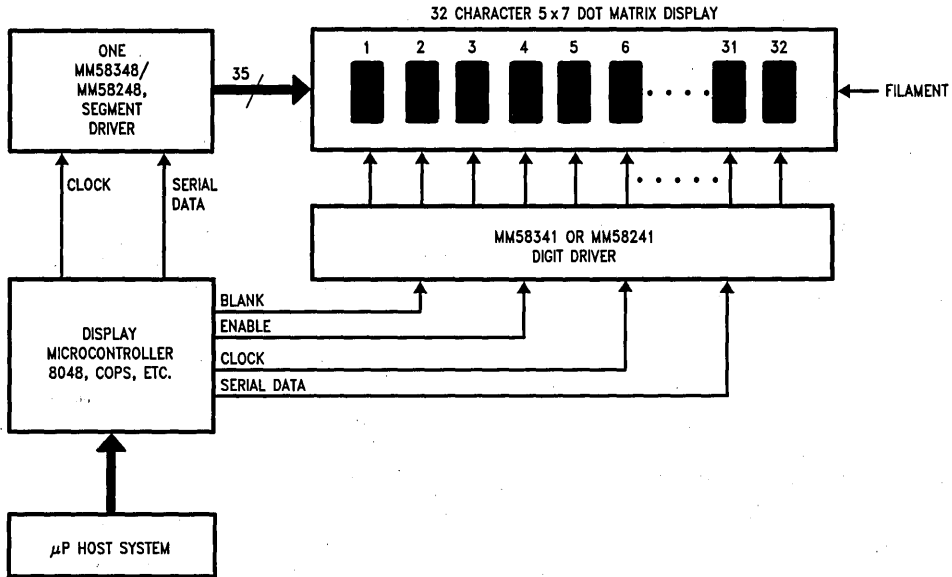 32 CHARACTER 5 x 7 DOT MATRIX DISPLAY
ONE
MM58348/
MM58248,
SEGMENT
DRIVER
35
1 2 3 4 5 6 31 32
FILAMENT
CLOCK
SERIAL
DATA
MM58341 OR MM58241
DIGIT DRIVER
DISPLAY
MICROCONTROLLER
8048, COPS, ETC.
BLANK
ENABLE
CLOCK
SERIAL DATA
μP HOST SYSTEM